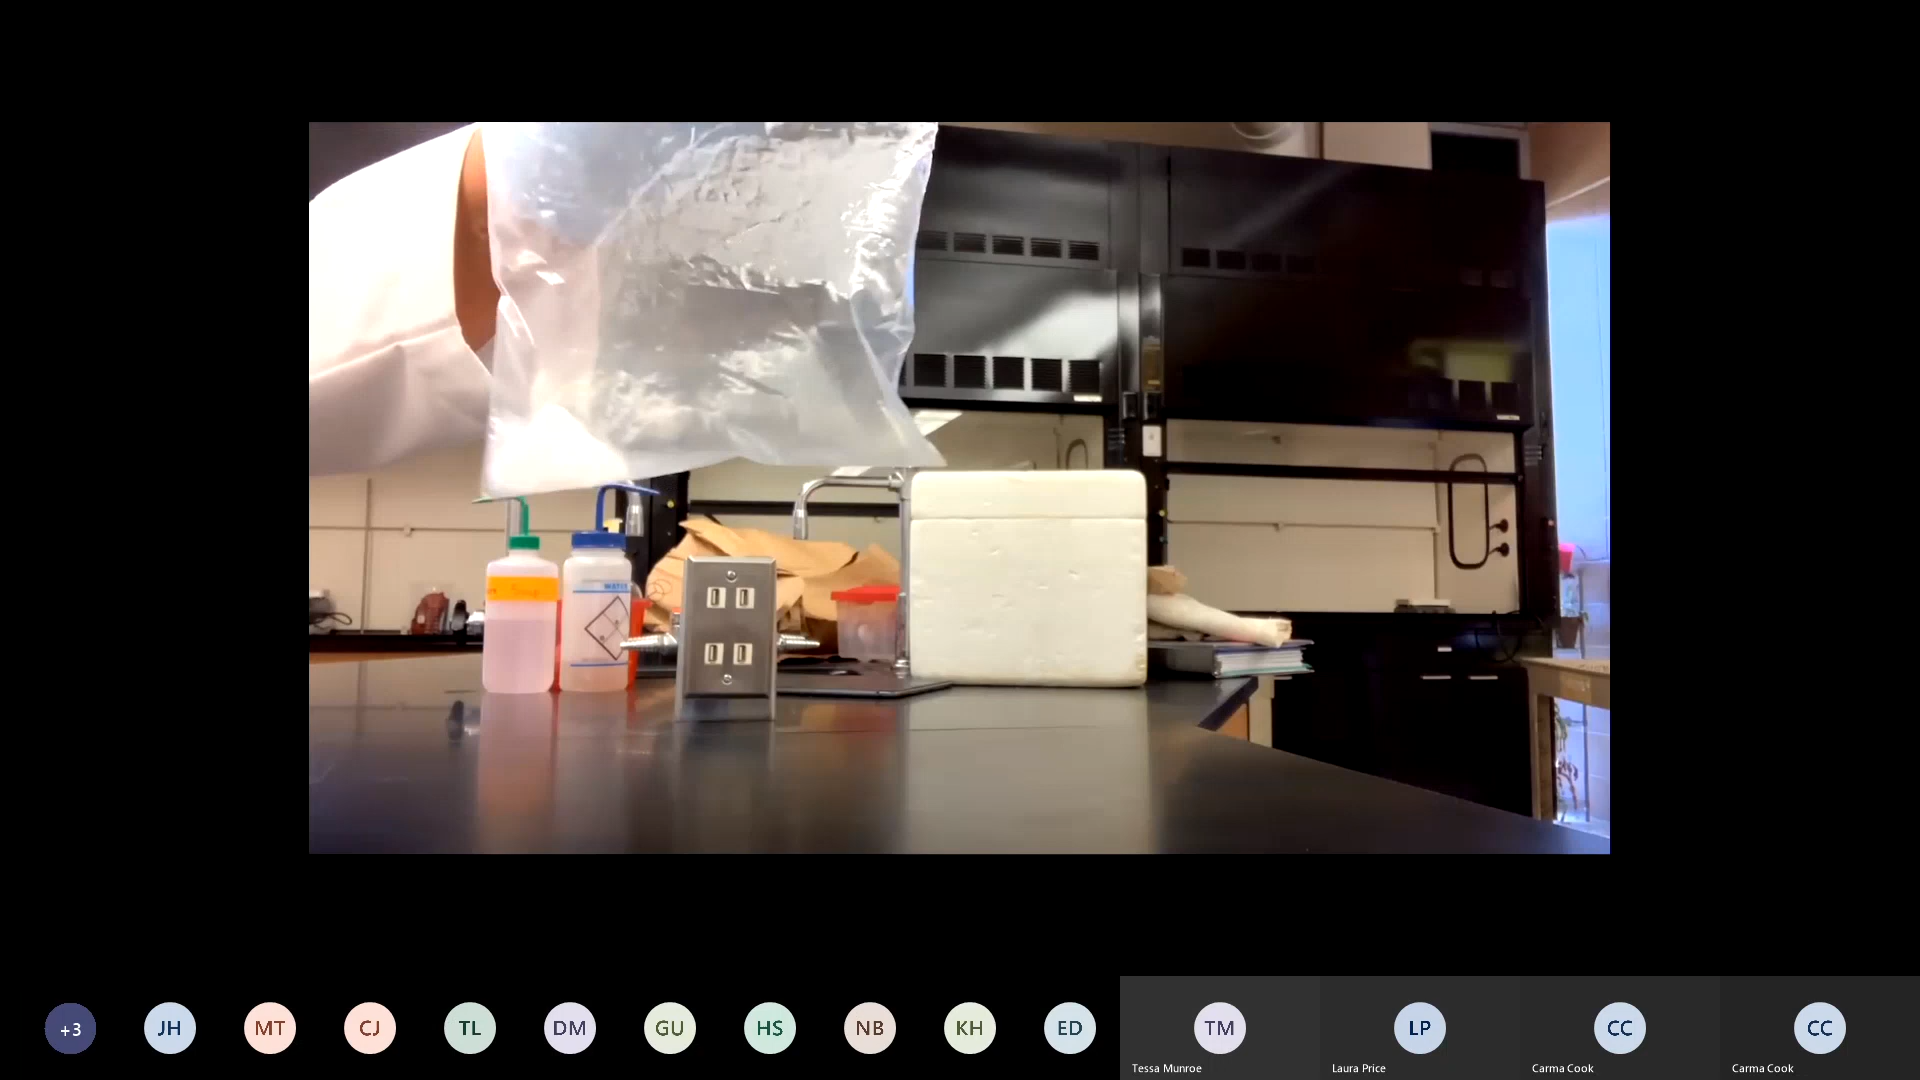 WATER
+3
JH
MT
CJ
TL
DM
GU
HS
NB
KH
ED
TM
LP
CC
CC
Tessa Munroe
Laura Price
Carma Cook
Carma Cook